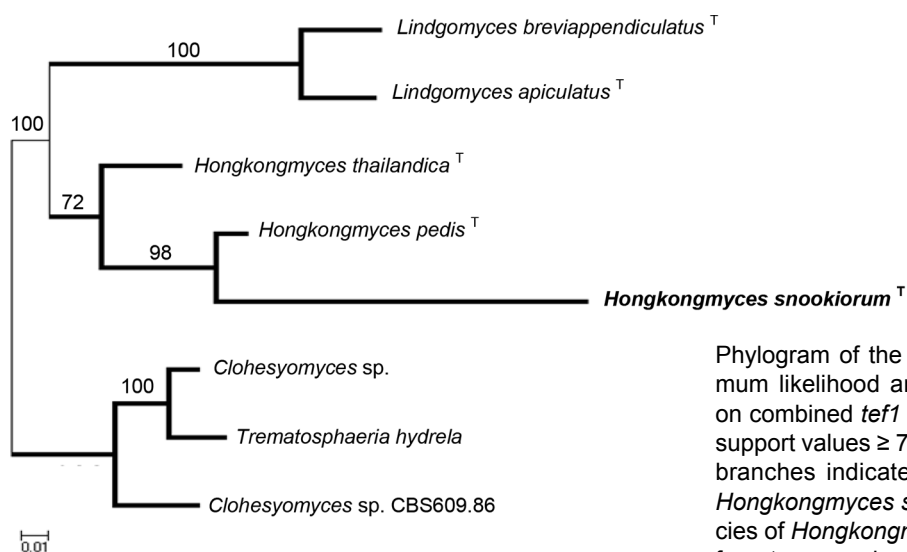 100
Lindgomyces breviappendiculatus T
Lindgomyces apiculatus T
100
Hongkongmyces thailandica T
72
Hongkongmyces pedis T
98
Hongkongmyces snookiorum T
Clohesyomyces sp.
100
Trematosphaeria hydrela
Clohesyomyces sp. CBS609.86
0.01
Phylogram of the
mum likelihood
on combined tef1
support values ≥ 7
branches indicate
Hongkongmyces s
cies of Hongkong